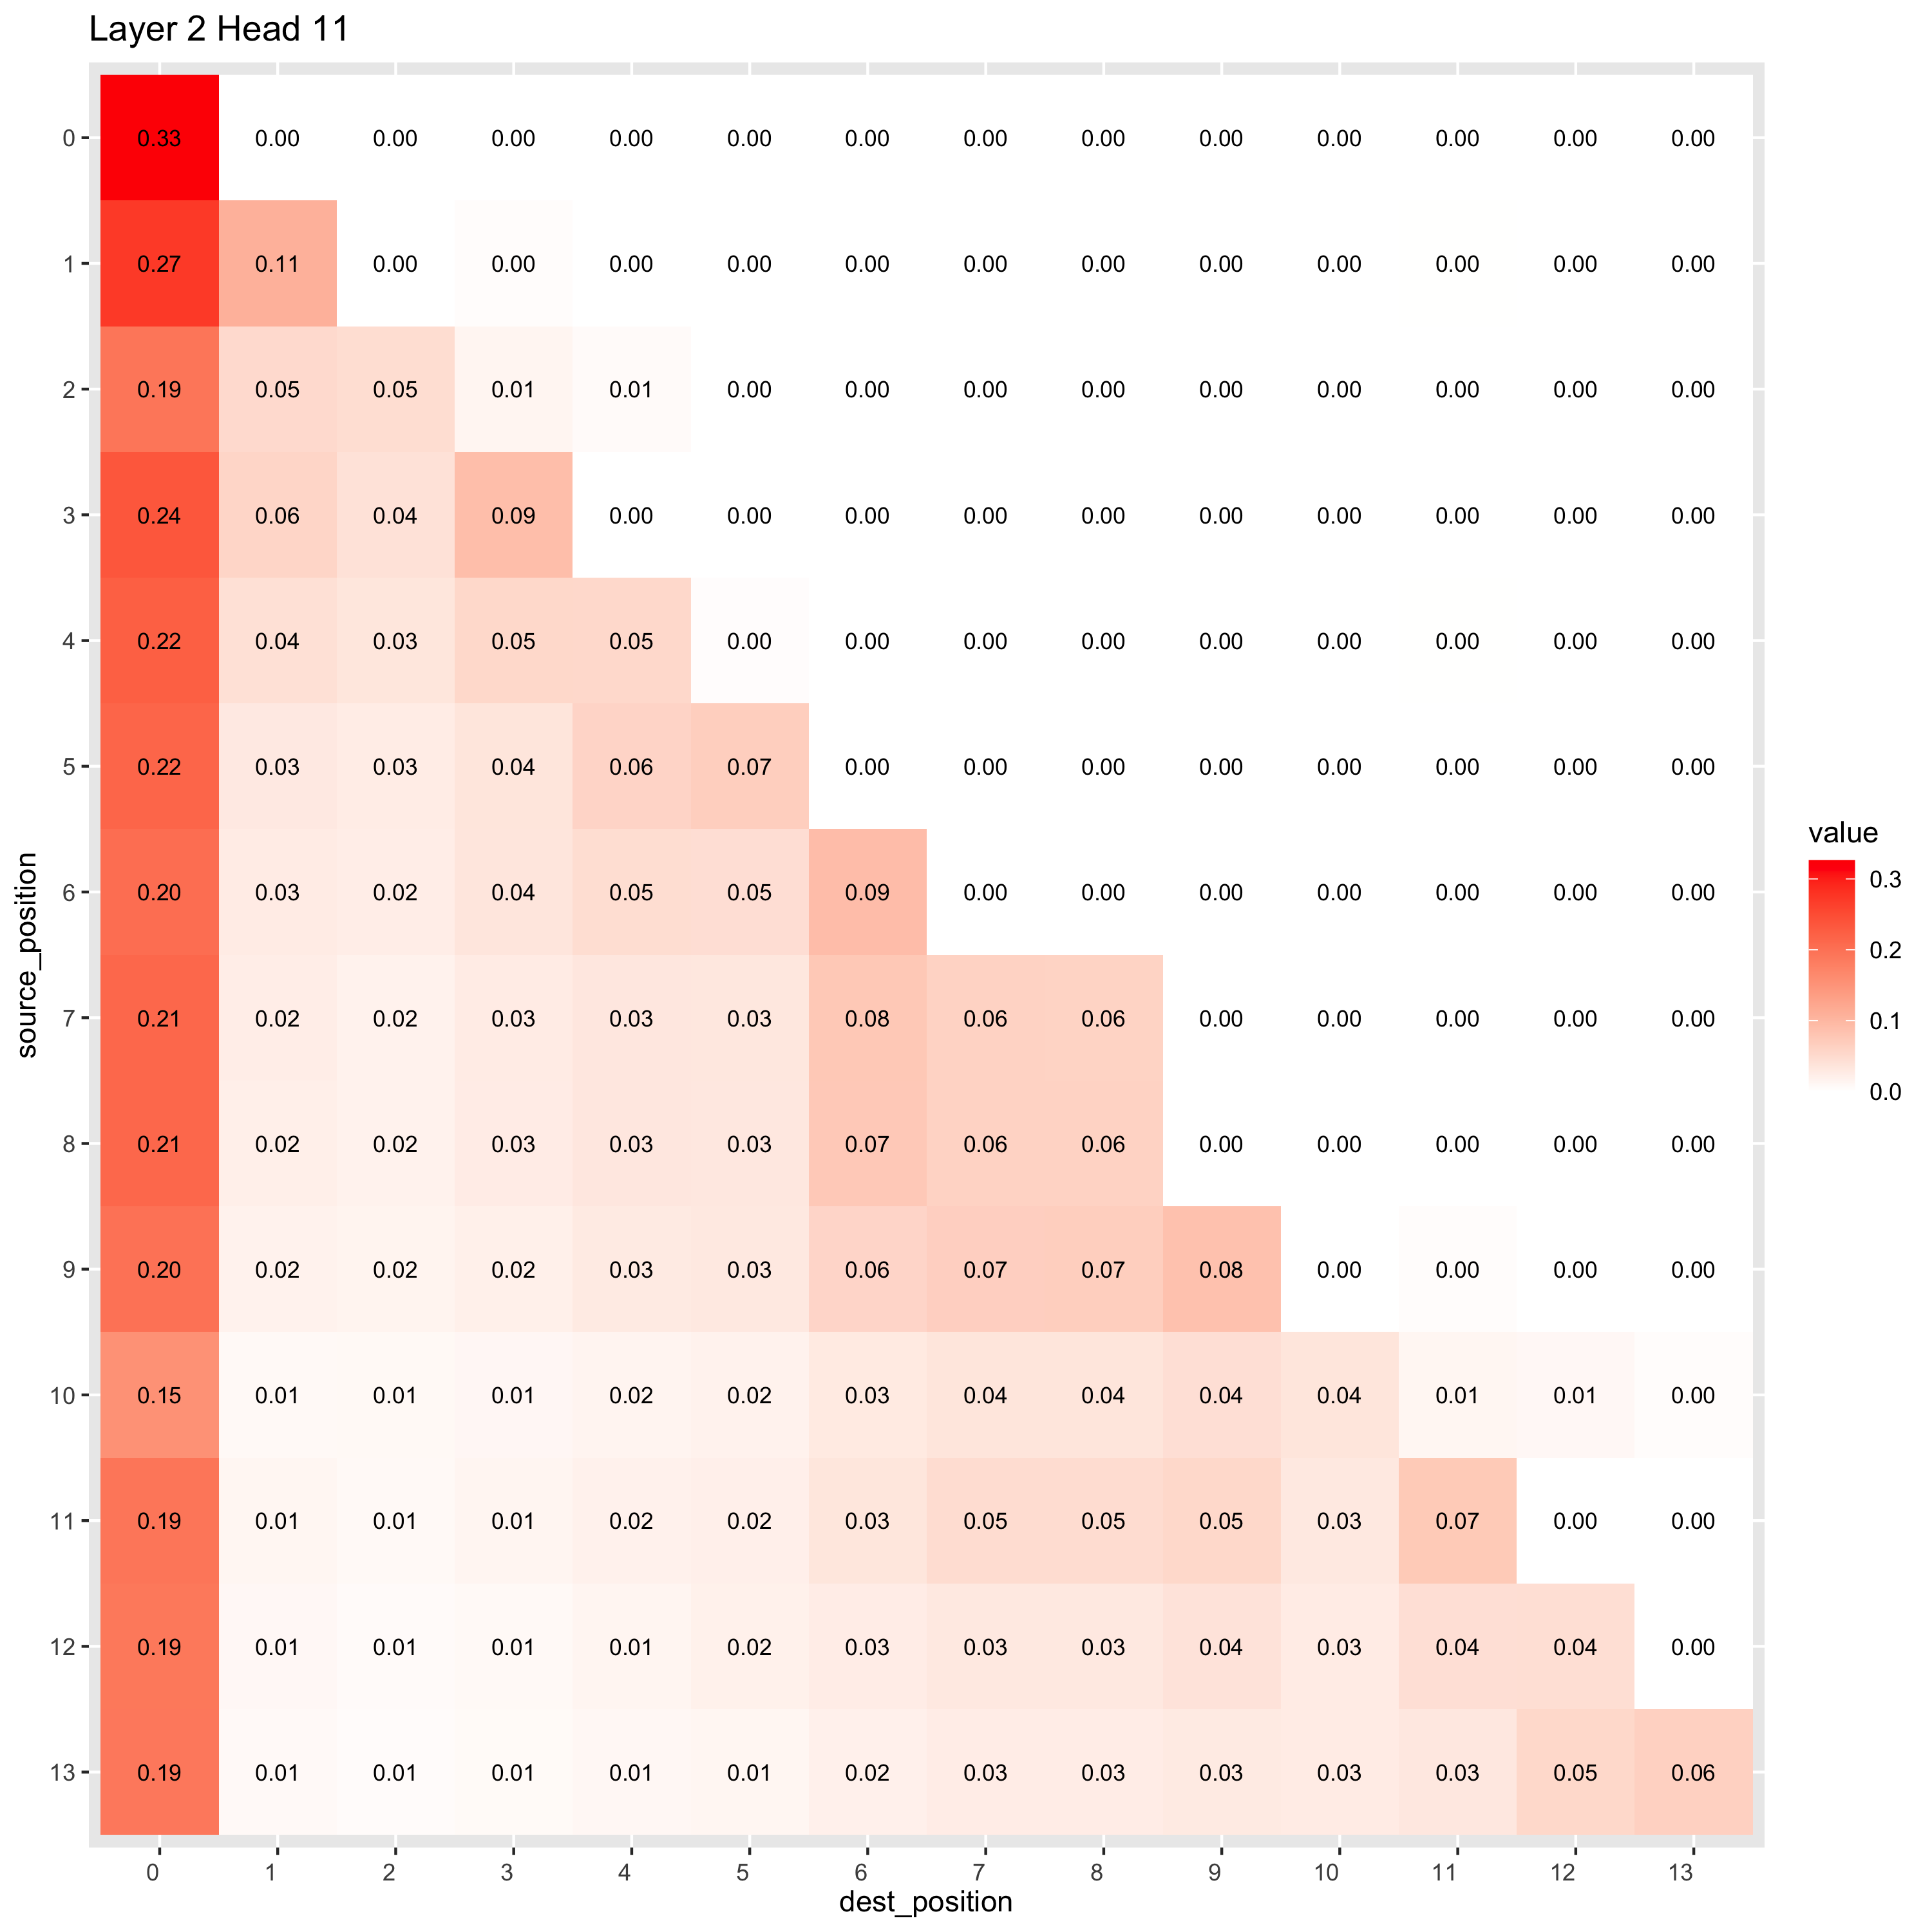 Layer 2 Head 11
0 0.33 0.00 0.00 0.00 0.00 0.00 0.00 0.00 0.00 0.00 0.00 0.00 0.00 0.00
1 0.27 0.11 0.00 0.00 0.00 0.00 0.00 0.00 0.00 0.00 0.00 0.00 0.00 0.00
2 0.19 0.05 0.05 0.01 0.01 0.00 0.00 0.00 0.00 0.00 0.00 0.00 0.00 0.00
3 0.24 0.06 0.04 0.09 0.00 0.00 0.00 0.00 0.00 0.00 0.00 0.00 0.00 0.00
4 0.22 0.04 0.03 0.05 0.05 0.00 0.00 0.00 0.00 0.00 0.00 0.00 0.00 0.00
5 0.22 0.03 0.03 0.04 0.06 0.07 0.00 0.00 0.00 0.00 0.00 0.00 0.00 0.00
6 0.20 0.03 0.02 0.04 0.05 0.05 0.09 0.00 0.00 0.00 0.00 0.00 0.00 0.00
7 0.21 0.02 0.02 0.03 0.03 0.03 0.08 0.06 0.06 0.00 0.00 0.00 0.00 0.00
8 0.21 0.02 0.02 0.03 0.03 0.03 0.07 0.06 0.06 0.00 0.00 0.00 0.00 0.00
9 0.20 0.02 0.02 0.02 0.03 0.03 0.06 0.07 0.07 0.08 0.00 0.00 0.00 0.00
10 0.15 0.01 0.01 0.01 0.02 0.02 0.03 0.04 0.04 0.04 0.04 0.01 0.01 0.00
11 0.19 0.01 0.01 0.01 0.02 0.02 0.03 0.05 0.05 0.05 0.03 0.07 0.00 0.00
12 0.19 0.01 0.01 0.01 0.01 0.02 0.03 0.03 0.03 0.04 0.03 0.04 0.04 0.00
13 0.19 0.01 0.01 0.01 0.01 0.01 0.02 0.03 0.03 0.03 0.03 0.03 0.05 0.06
0 1 2 3 4 5 6 7 8 9 10 11 12 13
dest_position
source_position
value
0.3
0.2
0.1
0.0